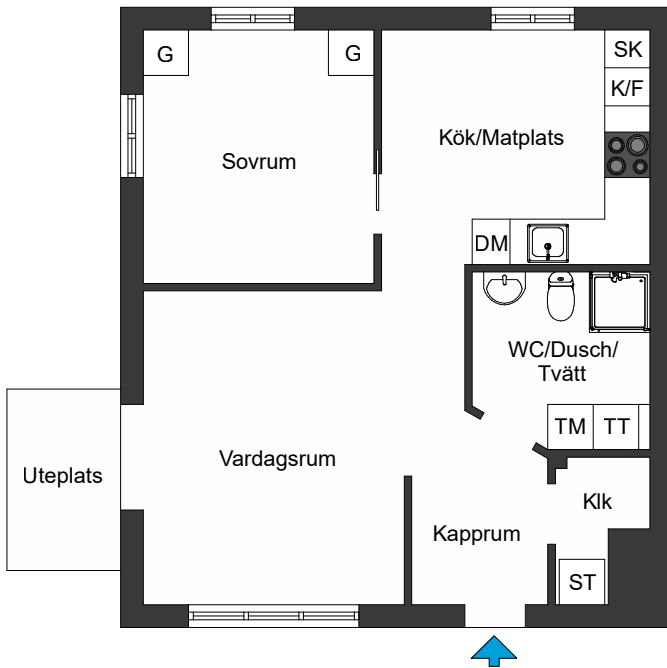 G
G
SK
K/F
Kök/Matplats
Sovrum
DM
WC/Dusch/
Tvätt
TM
TT
Vardagsrum
Uteplats
Klk
Kapprum
ST